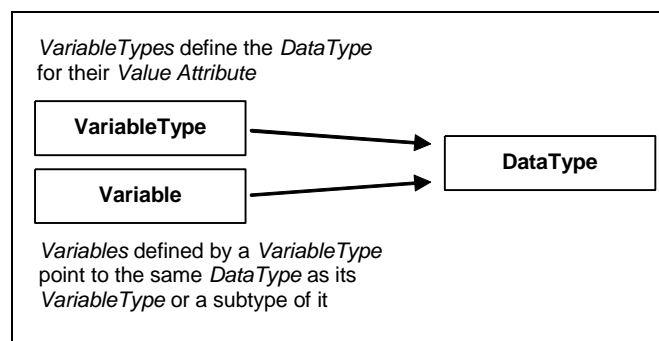 VariableTypes define the DataType
for their Value Attribute
VariableType
DataType
Variable
Variables defined by a VariableType
point to the same DataType as its
VariableType or a subtype of it